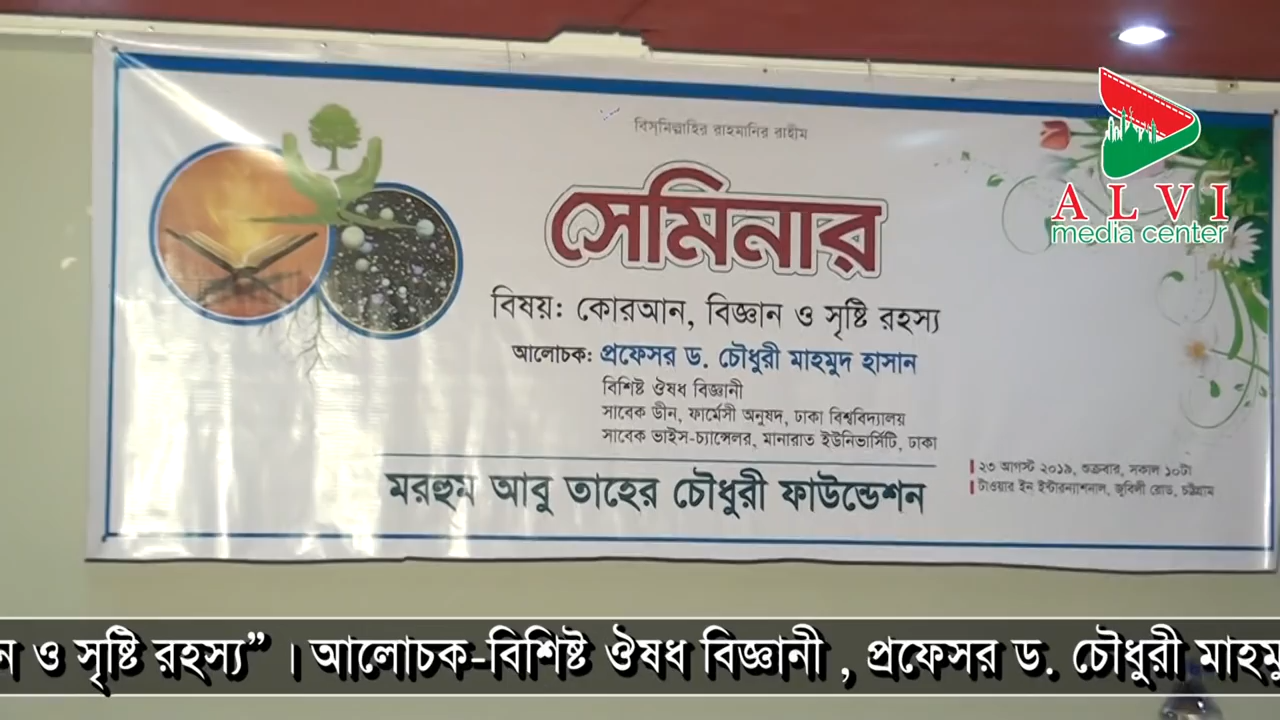 বিস্‌মিল্লাহির রাহমানির রাহীম
সেমিনার
বিষয়: কোরআন, বিজ্ঞান ও সৃষ্টি রহস্য
আলোচক: প্রফেসর ড. চৌধুরী মাহমুদ হাসান
বিশিষ্ট ঔষধ বিজ্ঞানী
সাবেক ডীন, ফার্মেসী অনুষদ, ঢাকা বিশ্ববিদ্যালয়
সাবেক ভাইস-চ্যান্সেলর, মানারাত ইউনিভার্সিটি, ঢাকা
মরহুম আবু তাহের চৌধুরী ফাউন্ডেশন
২৩ আগস্ট ২০১৯, শুক্রবার, সকাল ১০টা
টাওয়ার ইন ইন্টারন্যাশনাল, জুবিলী রোড, চট্টগ্রাম
ALVI
media center
ন ও সৃষ্টি রহস্য” । আলোচক-বিশিষ্ট ঔষধ বিজ্ঞানী , প্রফেসর ড. চৌধুরী মাহমু